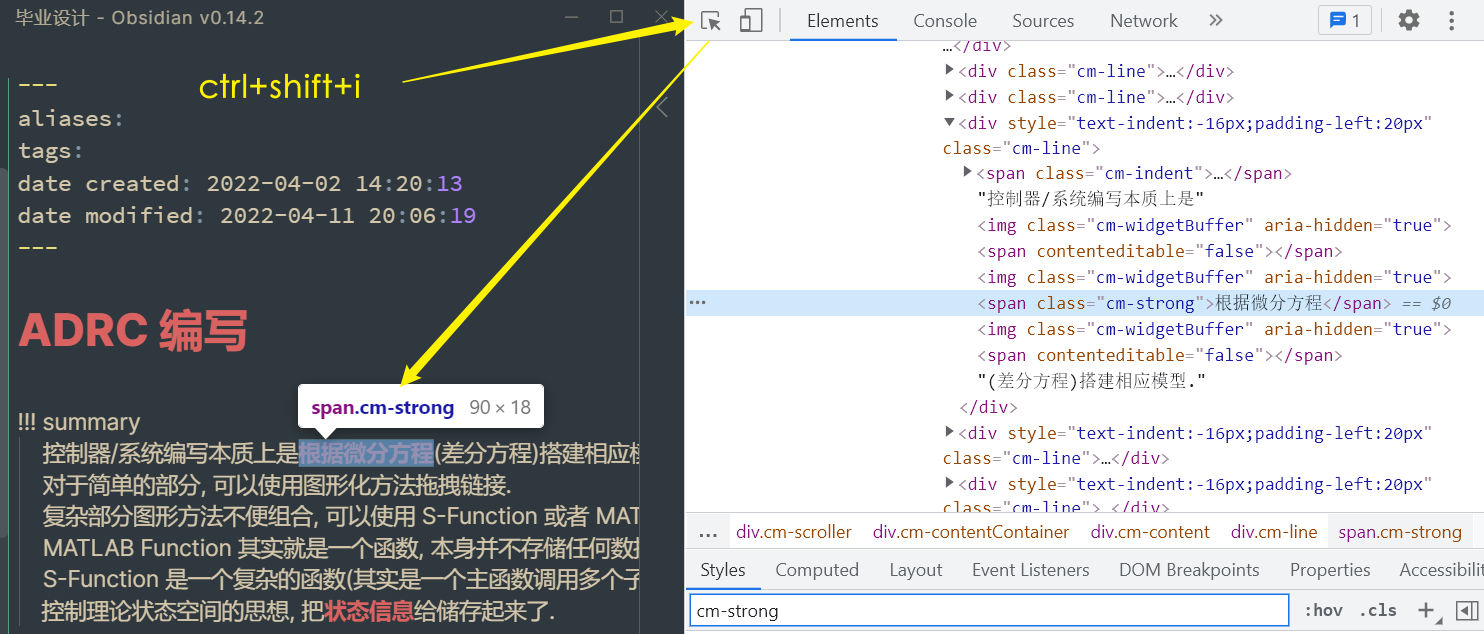 毕业设计 - Obsidian v0.14.2
ctrl+shift+i
---
aliases:
tags:
date created: 2022-04-02 14:20:13
date modified: 2022-04-11 20:06:19
---
ADRC 编写
span.cm-strong 90 × 18
!!! summary
控制器/系统编写本质上是根据微分方程(差分方程)搭建相应
对于简单的部分, 可以使用图形化方法拖拽链接.
复杂部分图形方法不便组合, 可以使用 S-Function 或者 MAT
MATLAB Function 其实就是一个函数, 本身并不存储任何数
S-Function 是一个复杂的函数(其实是一个主函数调用多个子
控制理论状态空间的思想, 把状态信息给储存起来了.
Elements Console Sources Network » 1
…</div>
<div class="cm-line">…</div>
<div class="cm-line">…</div>
<div style="text-indent:-16px;padding-left:20px"
class="cm-line">
<span class="cm-indent">…</span>
"控制器/系统编写本质上是"
<img class="cm-widgetBuffer" aria-hidden="true">
<span contenteditable="false"></span>
<img class="cm-widgetBuffer" aria-hidden="true">
<span class="cm-strong">根据微分方程</span> == $0
<img class="cm-widgetBuffer" aria-hidden="true">
<span contenteditable="false"></span>
"(差分方程)搭建相应模型."
</div>
<div style="text-indent:-16px;padding-left:20px"
class="cm-line">…</div>
<div style="text-indent:-16px;padding-left:20px"
class="cm-line">…</div>
… div.cm-scroller div.cm-contentContainer div.cm-content div.cm-line span.cm-strong
Styles Computed Layout Event Listeners DOM Breakpoints Properties Accessibilit
cm-strong :hov .cls +